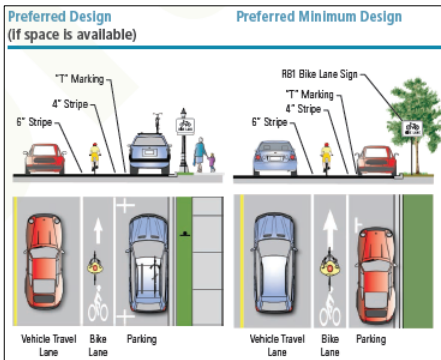 Preferred Design
(if space is available)
"T" Marking
4" Stripe
6" Stripe
Vehicle Travel
Lane
Bike
Lane
Parking
Preferred Minimum Design
R81 Bike Lane Sign
"T" Marking
4" Stripe
6" Stripe
Vehicle Travel
Lane
Bike
Lane
Parking